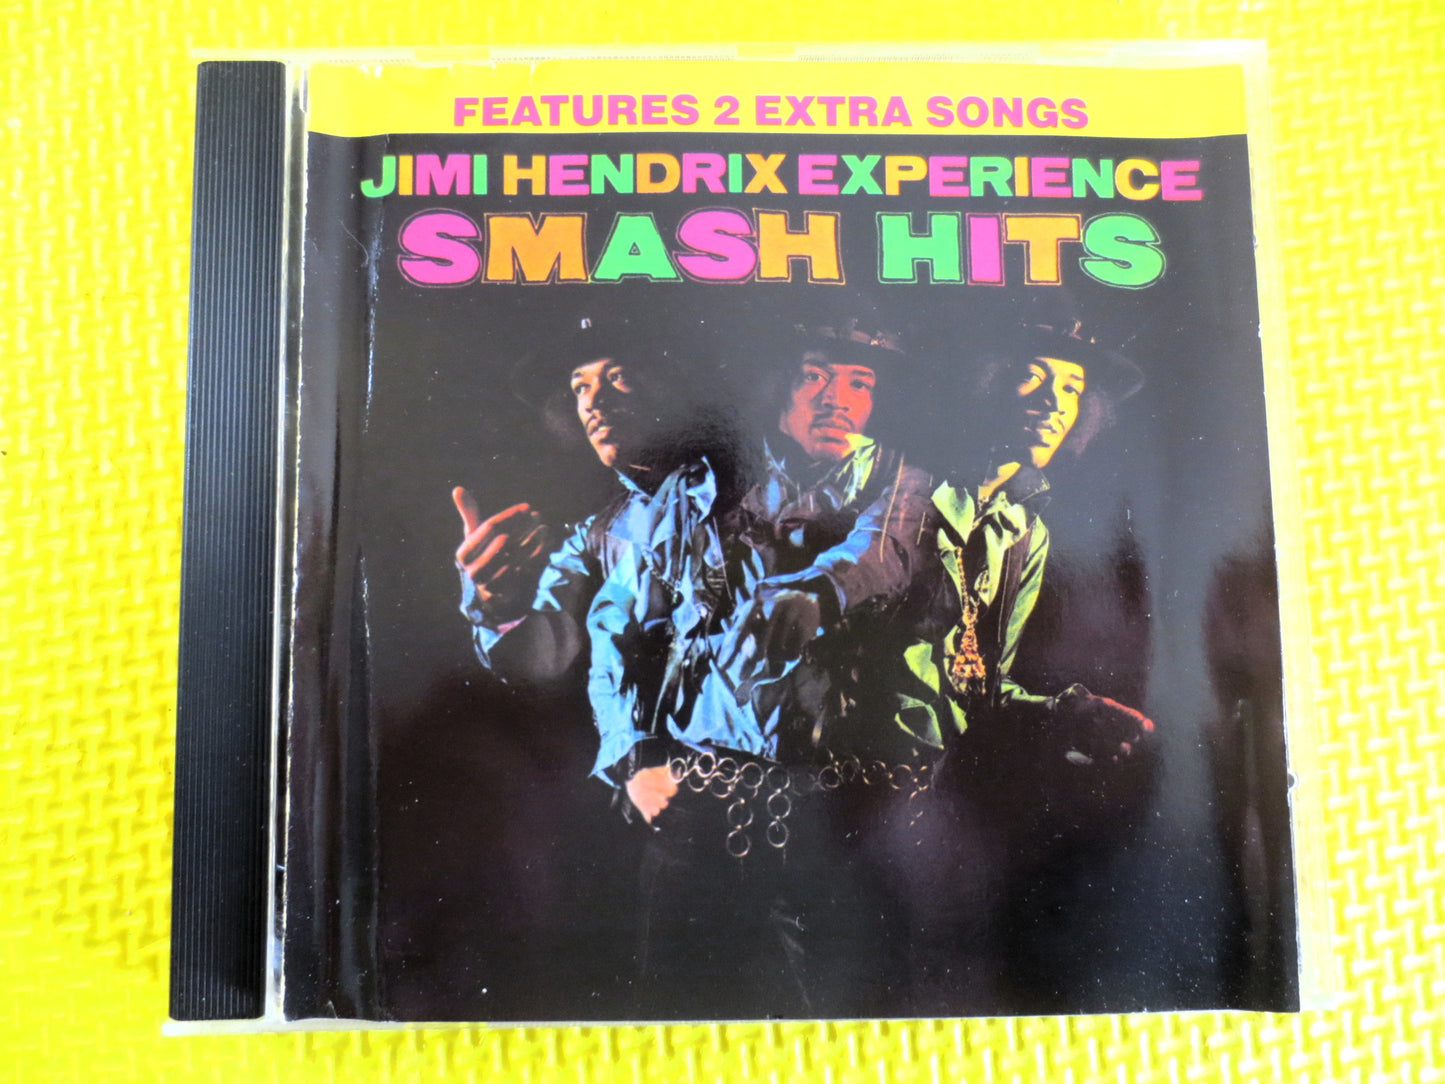 FEATURES 2 EXTRA SONGS
JIMI HENDRIX EXPERIENCE
SMASH HITS